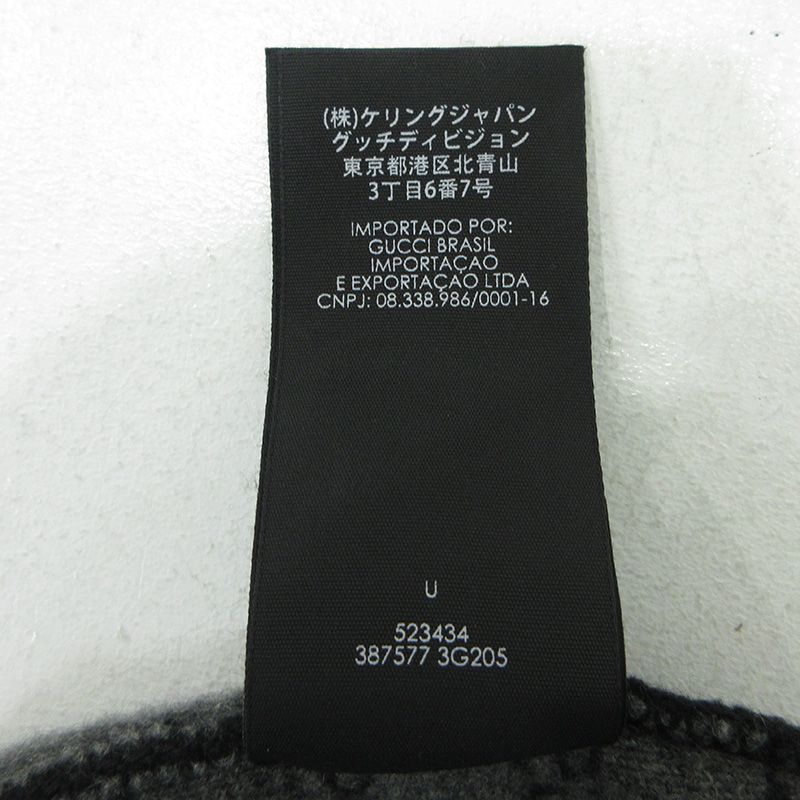 (株)ケリングジャパン
グッチディビジョン
東京都港区北青山
3丁目6番7号
IMPORTADO POR:
GUCCI BRASIL
IMPORTAÇAO
E EXPORTAÇAO LTDA
CNPJ: 08.338.986/0001-16
U
523434
387577 3G205